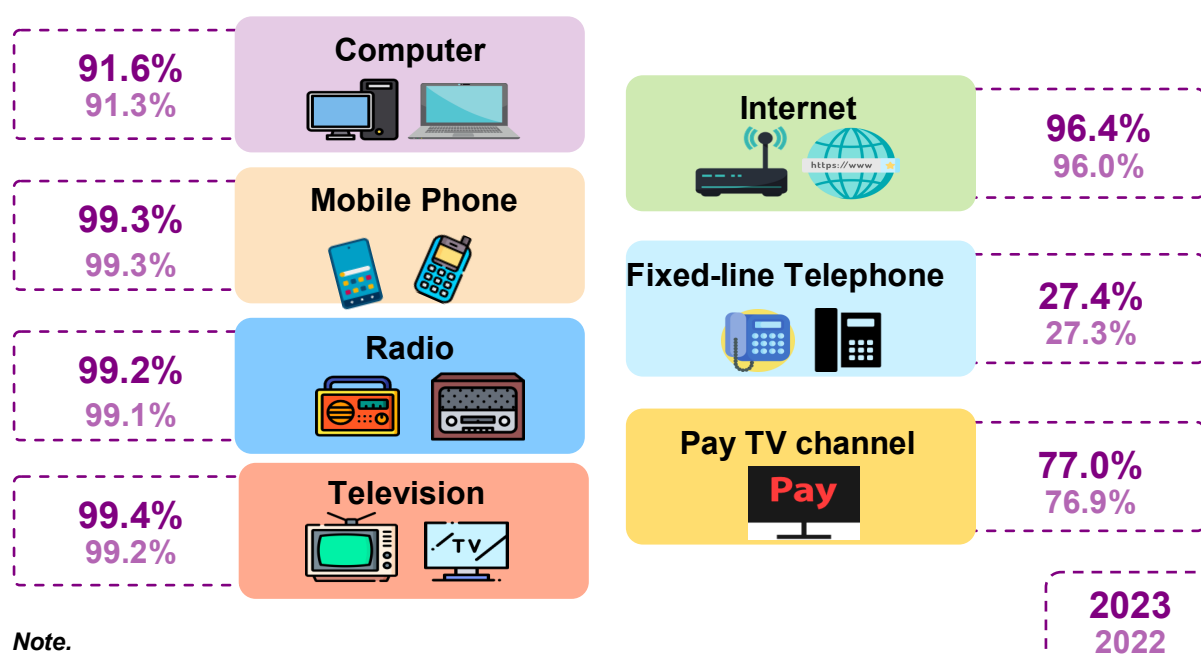 Computer
91.6%
91.3%
Mobile Phone
99.3%
99.3%
Radio
99.2%
99.1%
Television
TV
99.4%
99.2%
Internet
https://www
96.4%
96.0%
Fixed-line Telephone
27.4%
27.3%
Pay TV channel
Pay
77.0%
76.9%
2023
2022
Note.